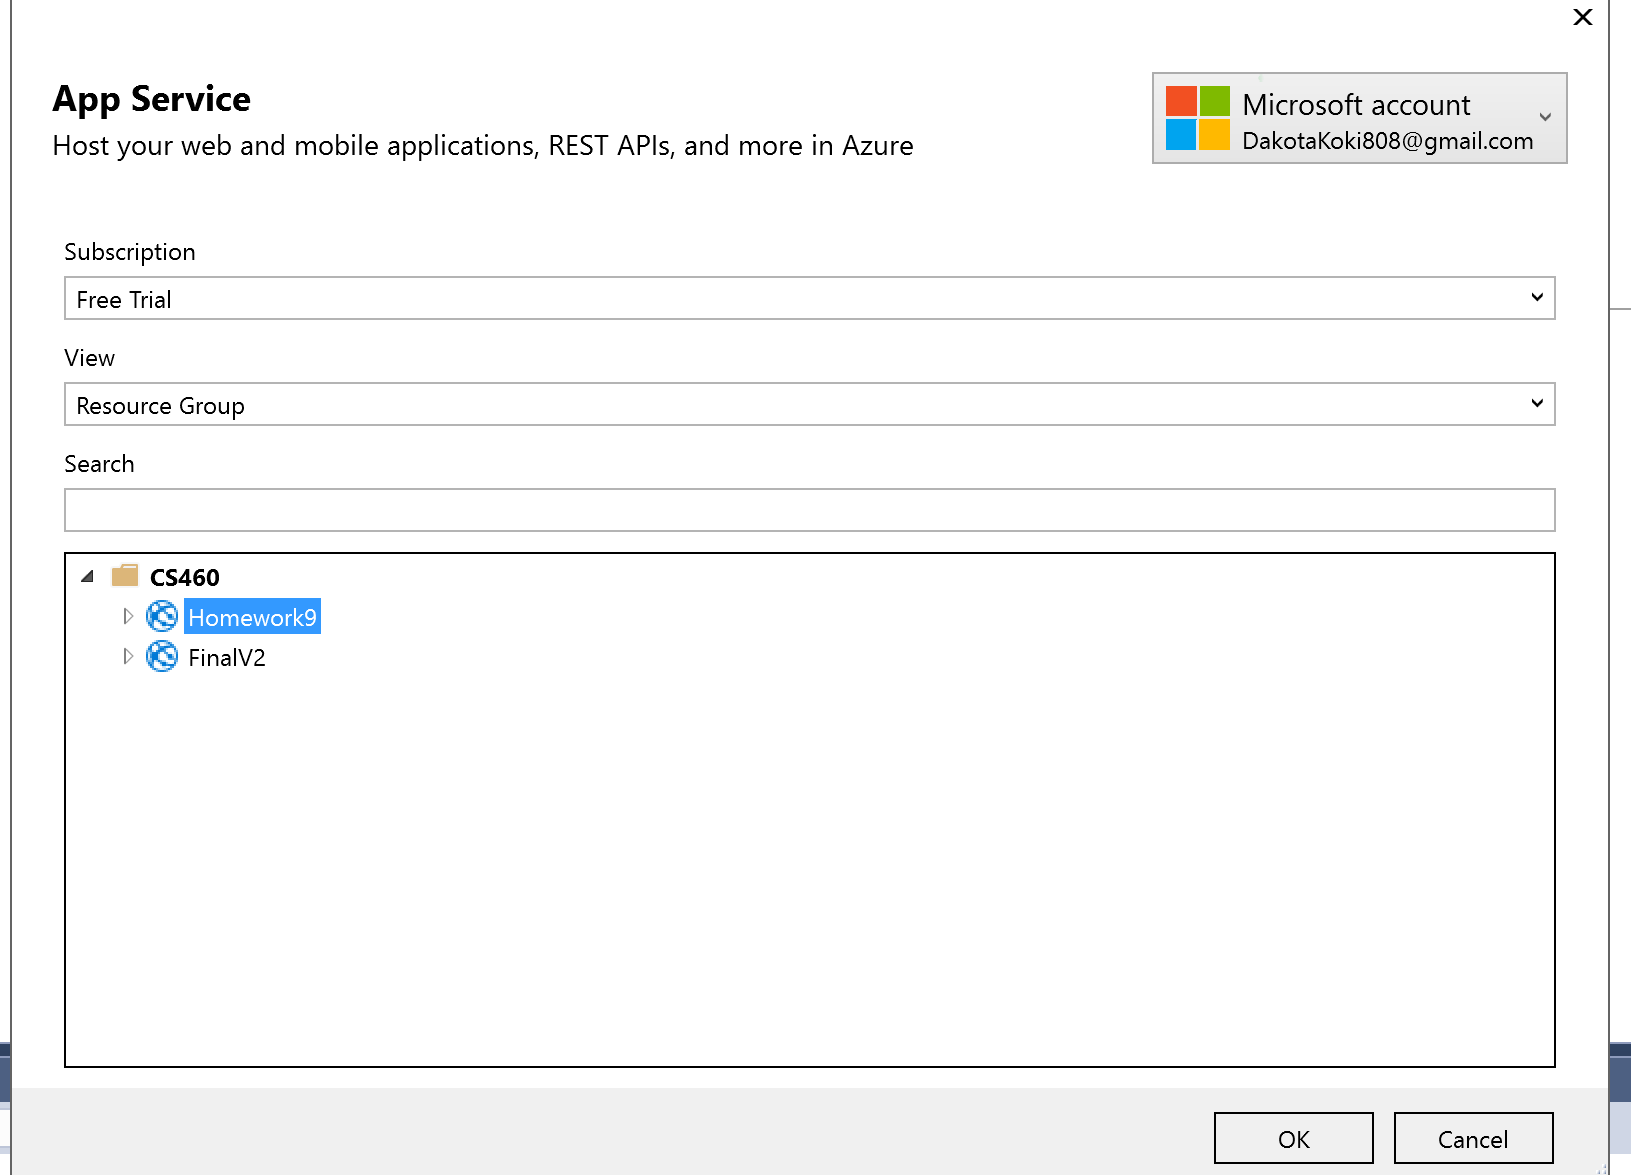 App Service
Host your web and mobile applications, REST APIs, and more in Azure
Microsoft account
DakotaKoki808@gmail.com
Subscription
Free Trial
View
Resource Group
Search
CS460
Homework9
FinalV2
OK
Cancel